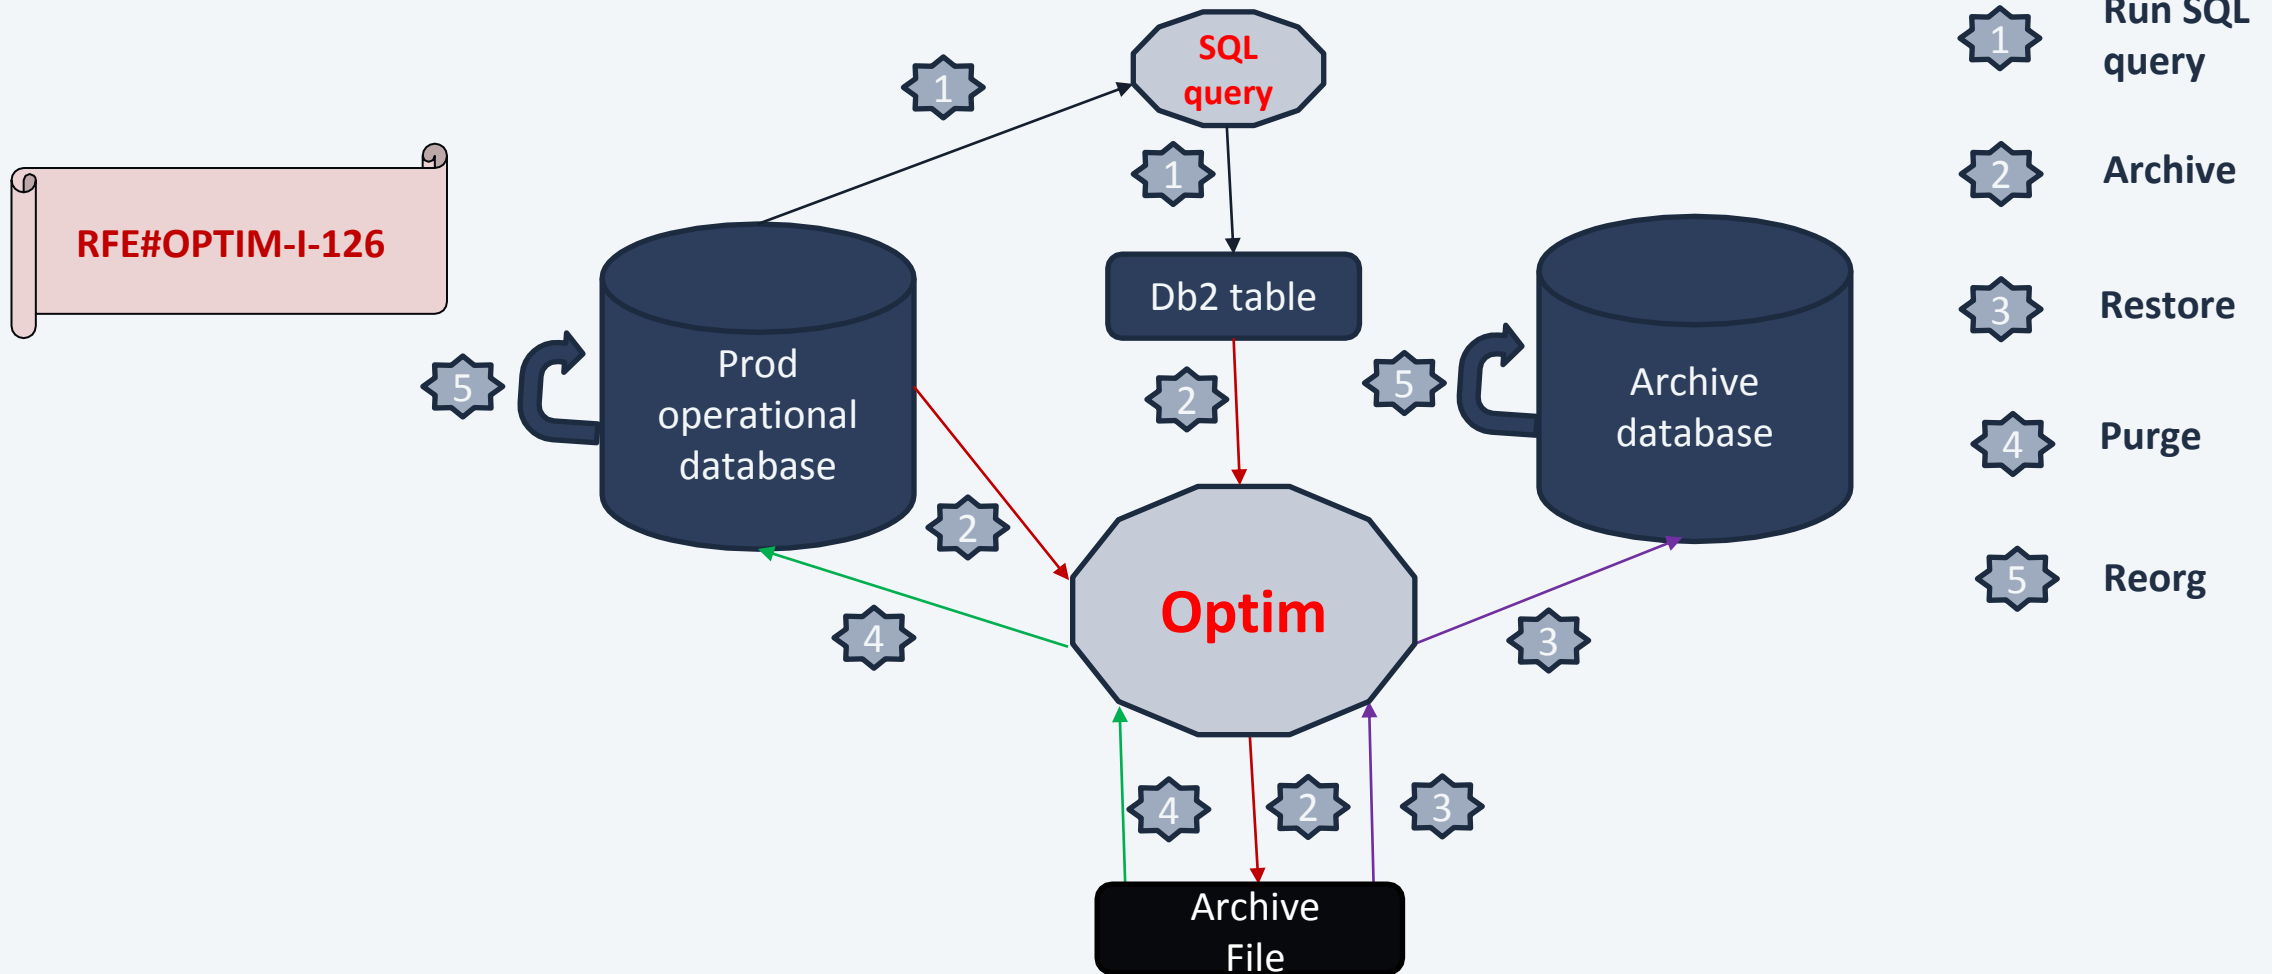 SQL
query
1
1
RFE#OPTIM-I-126
Db2 table
Prod
operational
database
5
2
5
Archive
database
2
Optim
4
3
4
2
3
Archive
File
1
Run SQL
query
2
Archive
3
Restore
4
Purge
5
Reorg